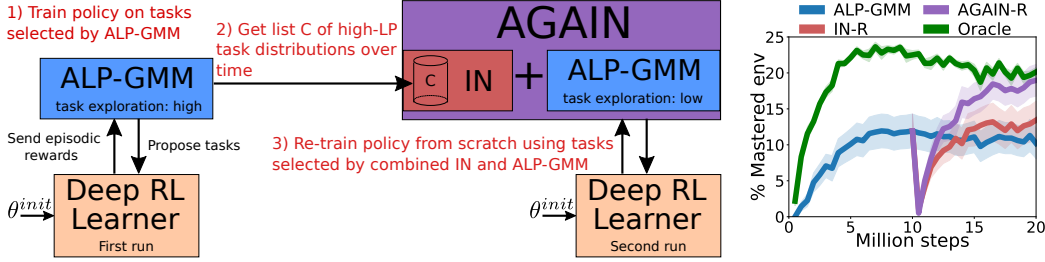 1) Train policy on tasks
selected by ALP-GMM
ALP-GMM
task exploration: high
Send episodic
rewards
Propose tasks
θ^init
Deep RL
Learner
First run
2) Get list C of high-LP
task distributions over
time
AGAIN
C
IN
+
ALP-GMM
task exploration: low
3) Re-train policy from scratch using tasks
selected by combined IN and ALP-GMM
θ^init
Deep RL
Learner
Second run
ALP-GMM
IN-R
AGAIN-R
Oracle
% Mastered env
25
20
15
10
5
0
0
5
10
15
20
Million steps